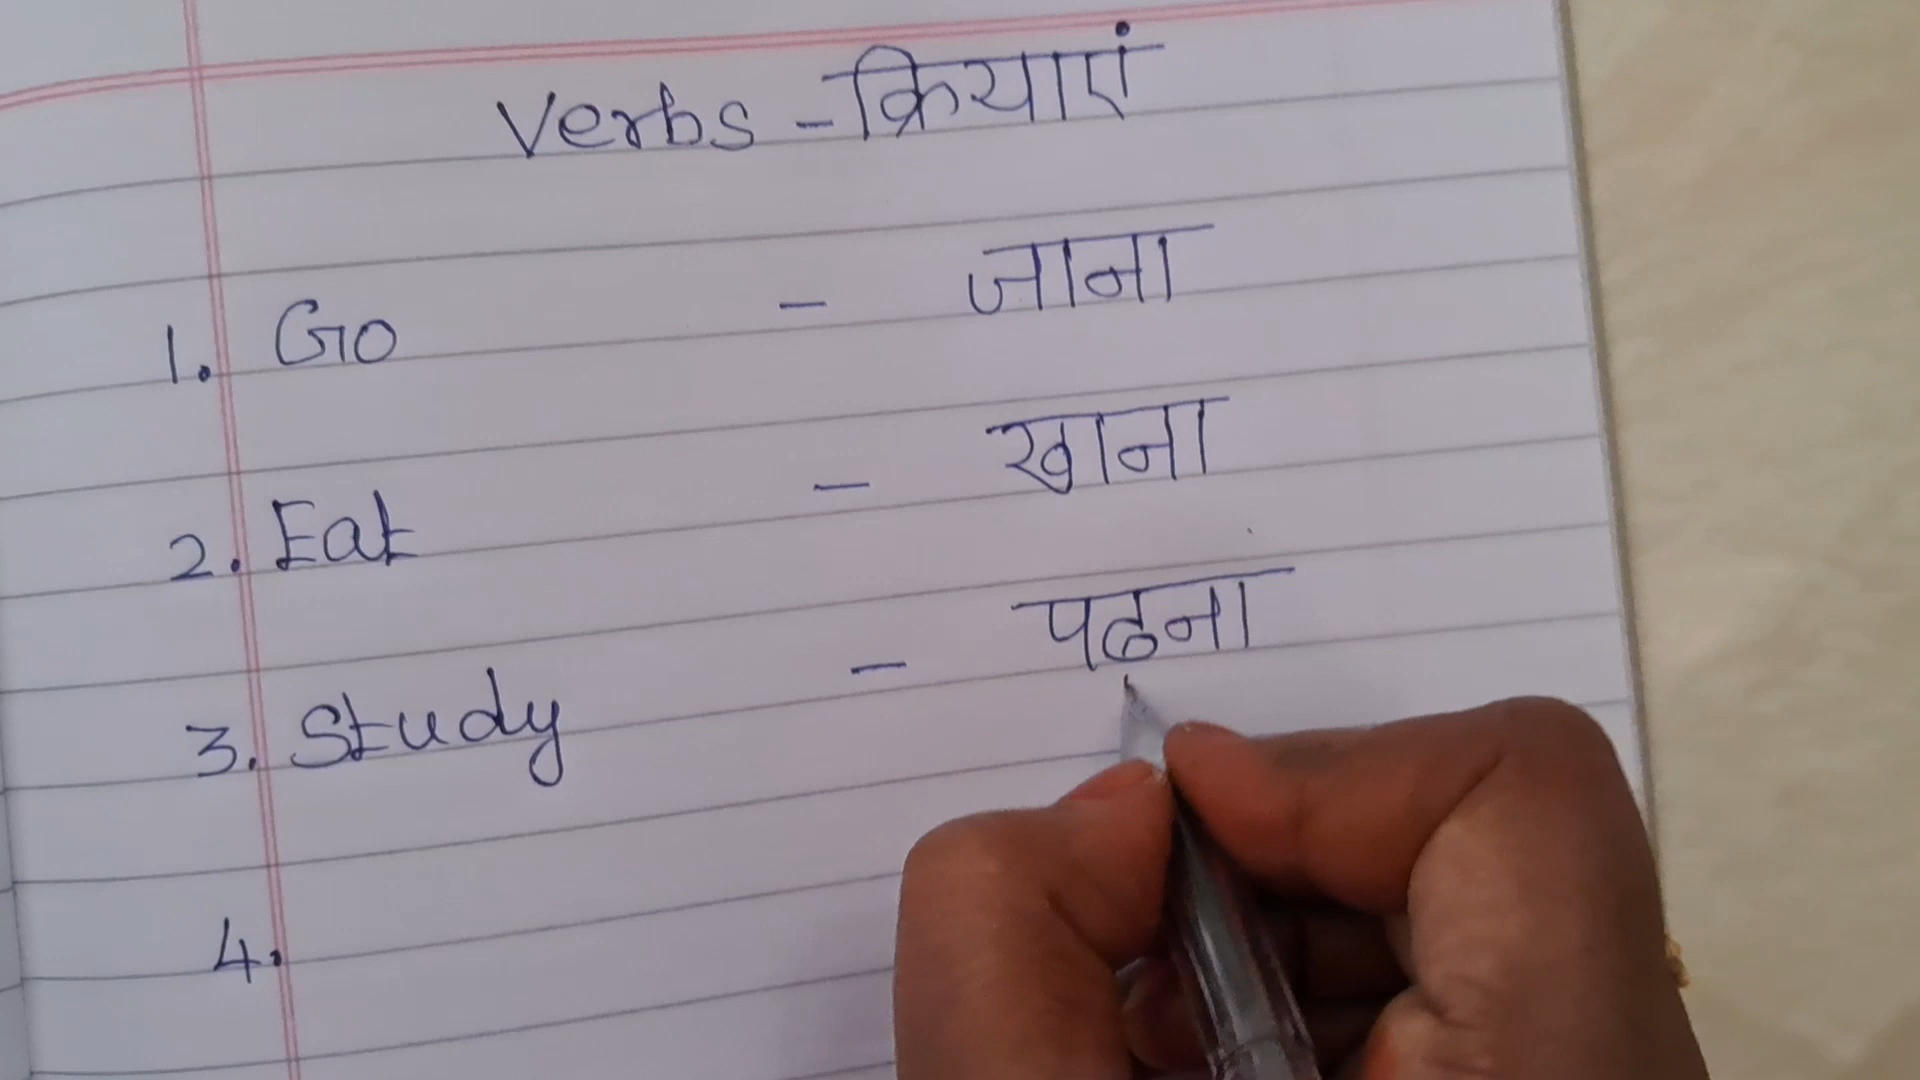 Verbs - क्रियाएं
1. Go - जाना
2. Eat - खाना
3. Study - पढना
4.